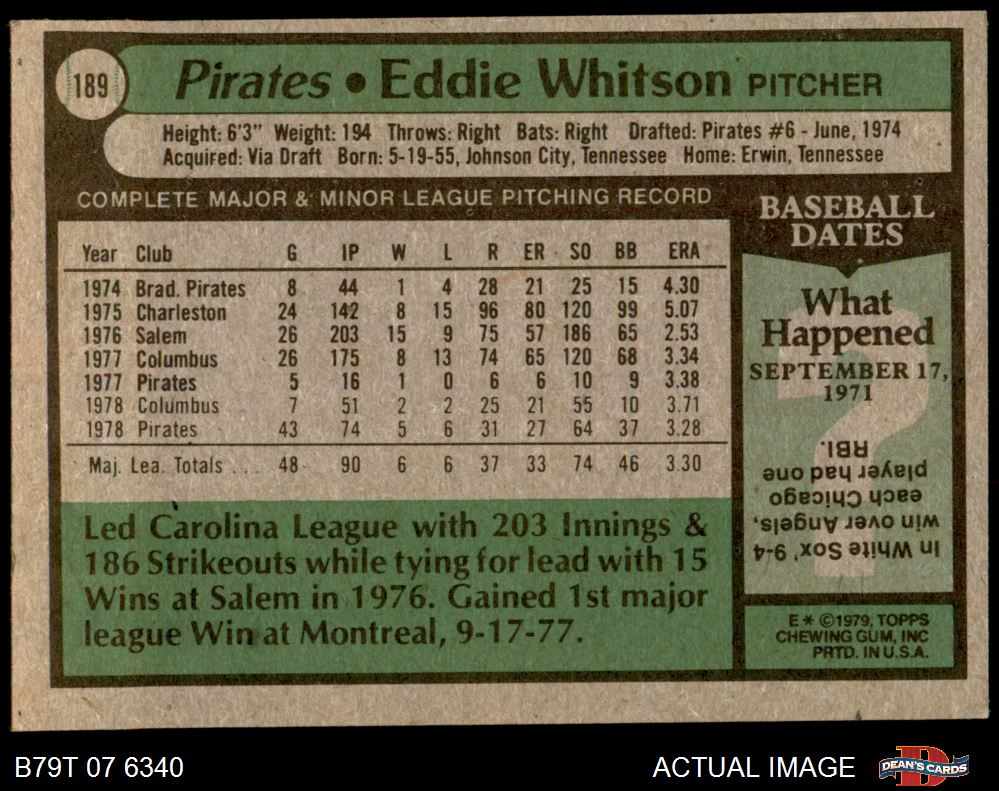 189
Pirates • Eddie Whitson PITCHER
Height: 6'3" Weight: 194 Throws: Right Bats: Right Drafted: Pirates #6 - June, 1974
Acquired: Via Draft Born: 5-19-55, Johnson City, Tennessee Home: Erwin, Tennessee
COMPLETE MAJOR & MINOR LEAGUE PITCHING RECORD
Year Club G IP W L R ER SO BB ERA
1974 Brad. Pirates 8 44 1 4 28 21 25 15 4.30
1975 Charleston 24 142 8 15 96 80 120 99 5.07
1976 Salem 26 203 15 9 75 57 186 65 2.53
1977 Columbus 26 175 8 13 74 65 120 68 3.34
1977 Pirates 5 16 1 0 6 6 10 9 3.38
1978 Columbus 7 51 2 2 25 21 55 10 3.71
1978 Pirates 43 74 5 6 31 27 64 37 3.28
Maj. Lea. Totals . . . 48 90 6 6 37 33 74 46 3.30
Led Carolina League with 203 Innings &
186 Strikeouts while tying for lead with 15
Wins at Salem in 1976. Gained 1st major
league Win at Montreal, 9-17-77.
BASEBALL
DATES
What
Happened
SEPTEMBER 17,
1971
?
In White Sox' 9-4
win over Angels,
each Chicago
player had one
RBI.
E * ©1979, TOPPS
CHEWING GUM, INC
PRTD. IN U.S.A.
B79T 07 6340
ACTUAL IMAGE
D
DEAN'S CARDS